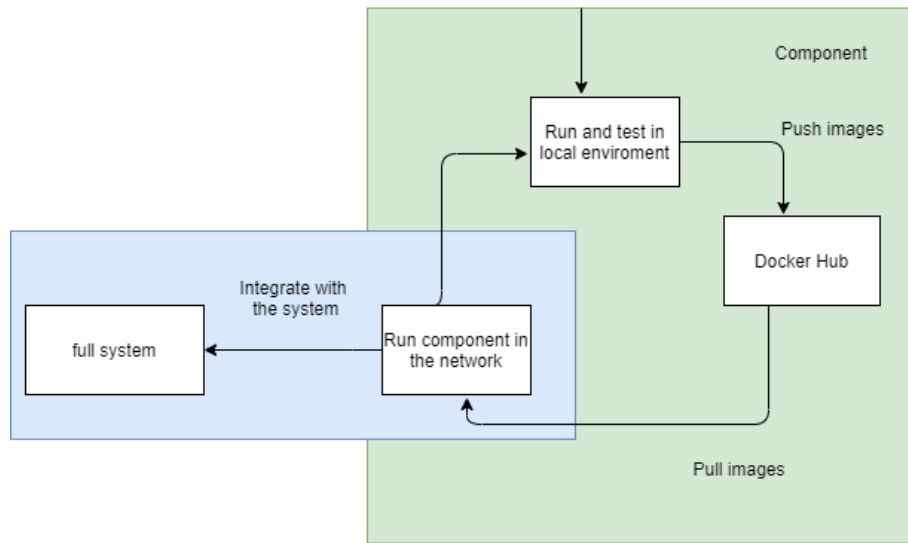 Component
Run and test in
local enviroment
Push images
Docker Hub
Integrate with
the system
full system
Run component in
the network
Pull images